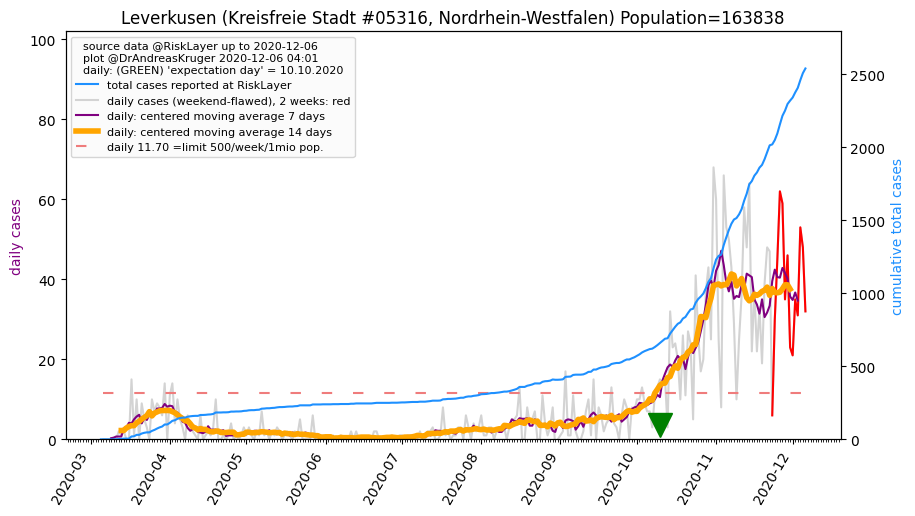 Leverkusen (Kreisfreie Stadt #05316, Nordrhein-Westfalen) Population=163838
source data @RiskLayer up to 2020-12-06
plot @DrAndreasKruger 2020-12-06 04:01
daily: (GREEN) 'expectation day' = 10.10.2020
total cases reported at RiskLayer
daily cases (weekend-flawed), 2 weeks: red
daily: centered moving average 7 days
daily: centered moving average 14 days
daily 11.70 =limit 500/week/1mio pop.
daily cases
100
80
60
40
20
0
cumulative total cases
2500
2000
1500
1000
500
0
2020-03
2020-04
2020-05
2020-06
2020-07
2020-08
2020-09
2020-10
2020-11
2020-12